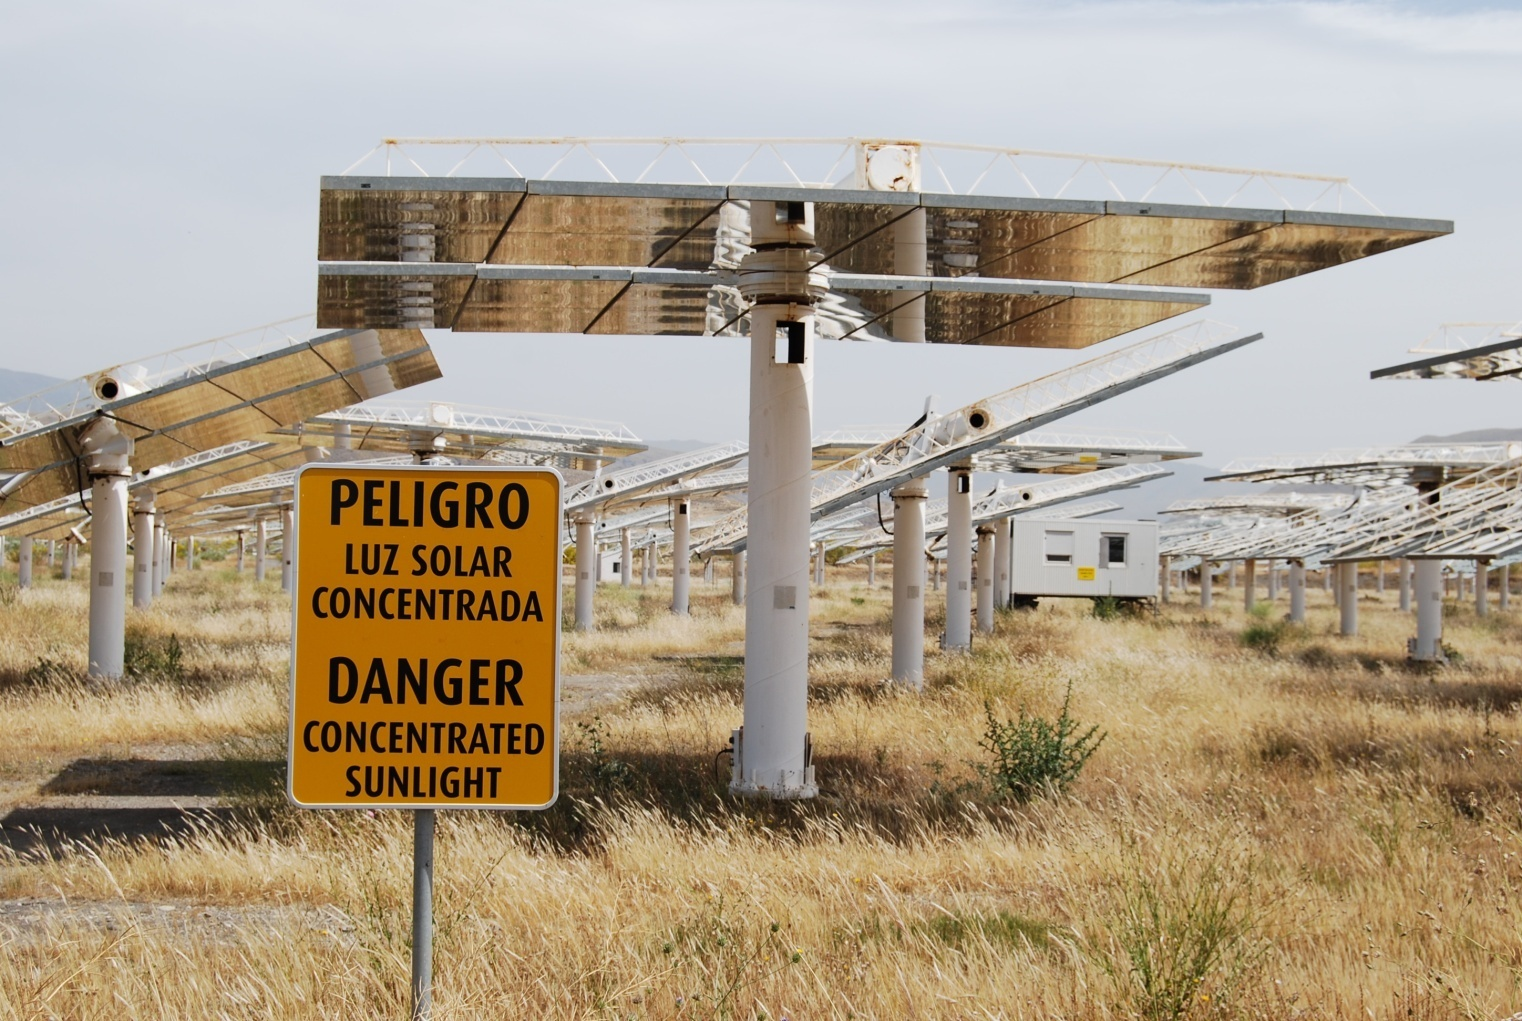 PELIGRO
LUZ SOLAR
CONCENTRADA
DANGER
CONCENTRATED
SUNLIGHT